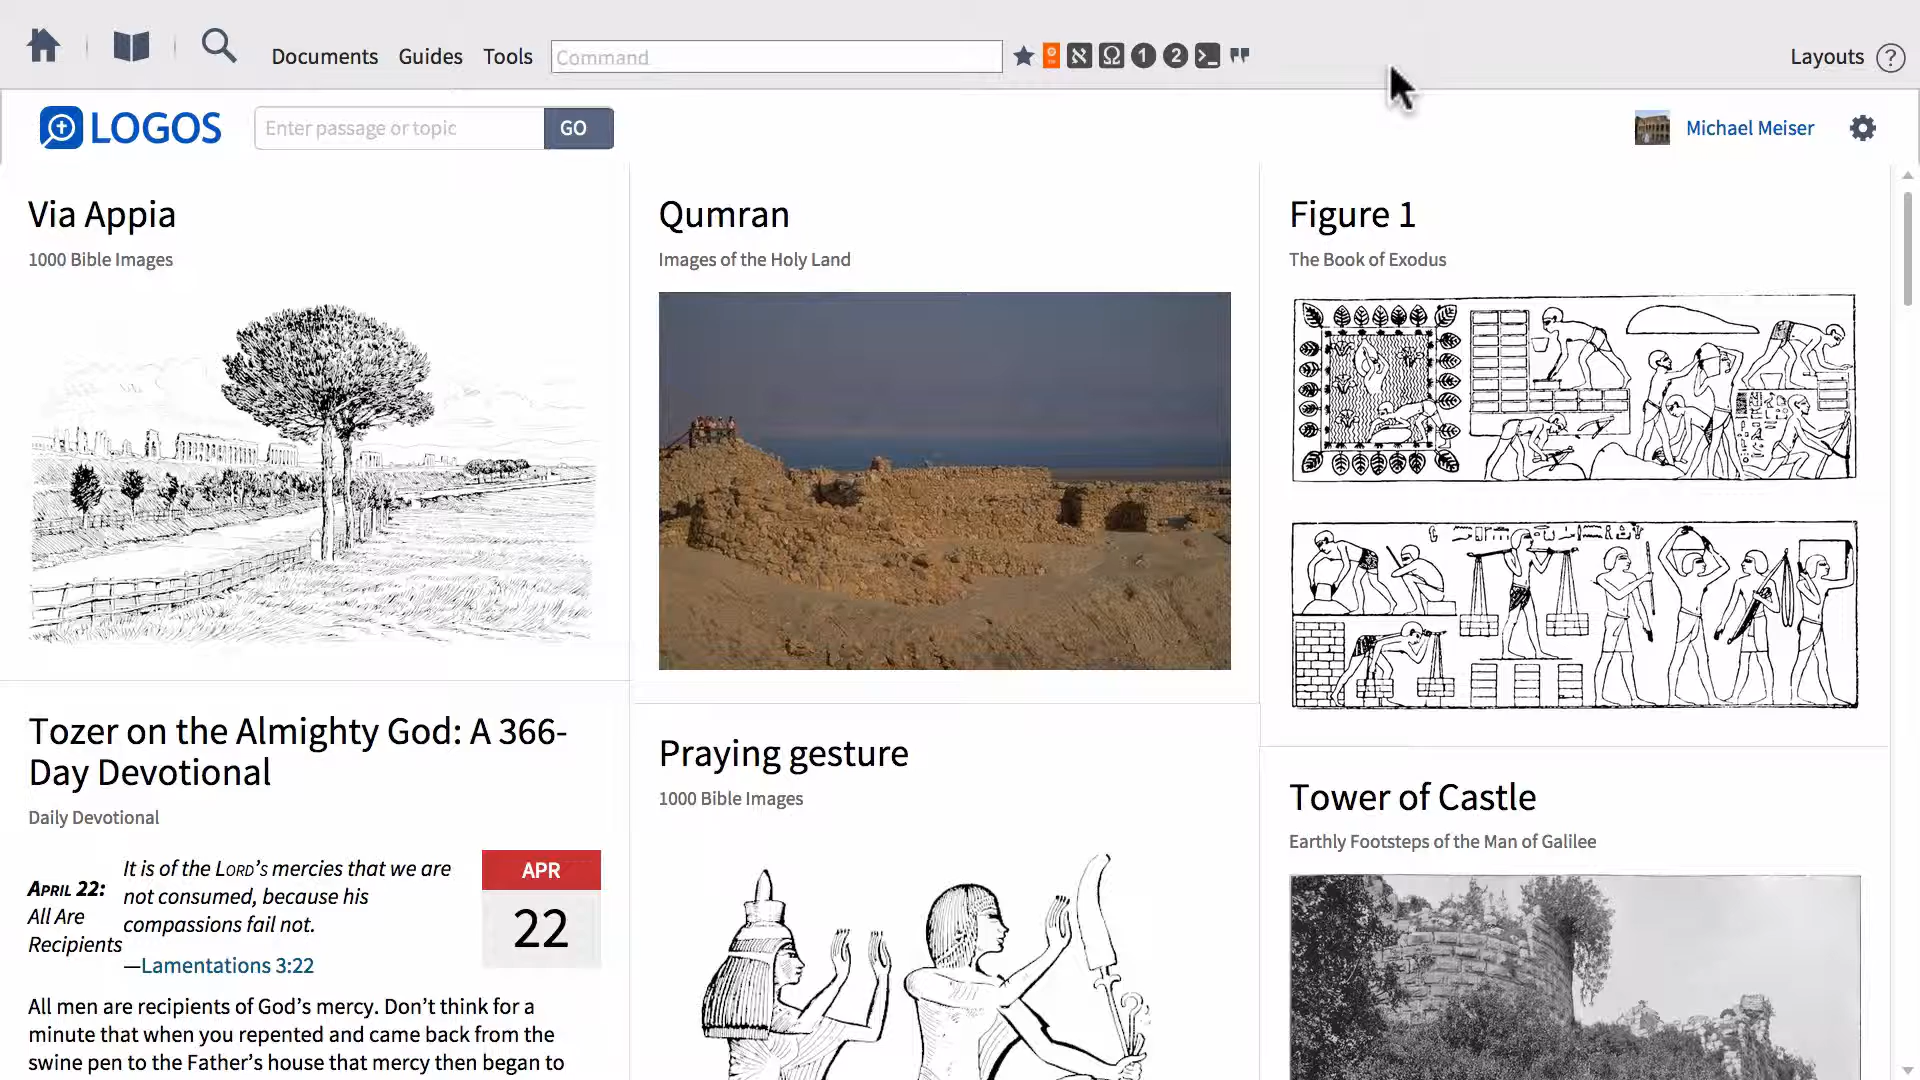 Documents Guides Tools Command Layouts
LOGOS Enter passage or topic GO Michael Meiser
Via Appia
1000 Bible Images
Tozer on the Almighty God: A 366-
Day Devotional
Daily Devotional
APRIL 22:
All Are
Recipients
It is of the LORD’s mercies that we are
not consumed, because his
compassions fail not.
—Lamentations 3:22
APR
22
All men are recipients of God’s mercy. Don’t think for a
minute that when you repented and came back from the
swine pen to the Father’s house that mercy then began to
Qumran
Images of the Holy Land
Praying gesture
1000 Bible Images
Figure 1
The Book of Exodus
Tower of Castle
Earthly Footsteps of the Man of Galilee